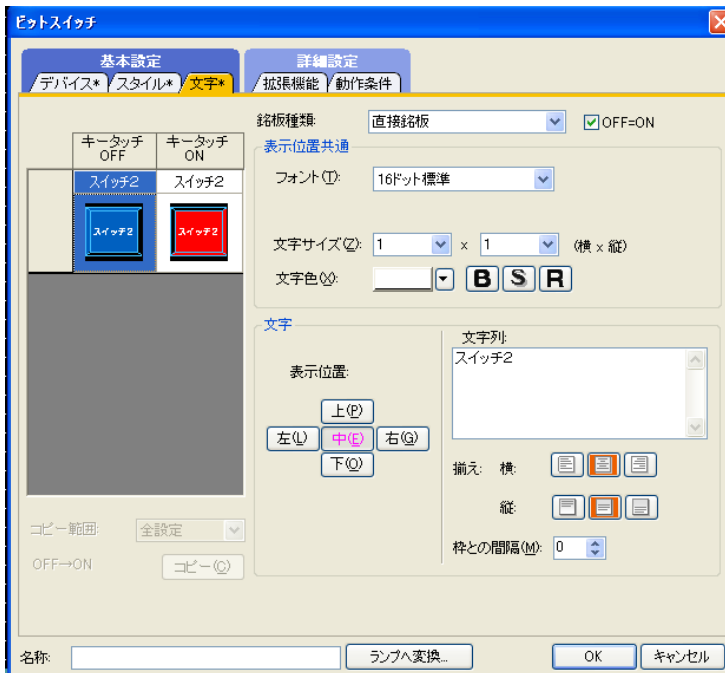 ビットスイッチ
基本設定
詳細設定
デバイス* スタイル* 文字*
拡張機能 動作条件
銘板種類: 直接銘板 OFF=ON
キータッチ OFF
キータッチ ON
スイッチ2 スイッチ2
スイッチ2 スイッチ2
表示位置共通
フォント(T): 16ドット標準
文字サイズ(Z): 1 x 1 (横 x 縦)
文字色(X): B S R
文字
表示位置:
上(P)
左(L) 中(E) 右(G)
下(O)
文字列:
スイッチ2
揃え: 横:
縦:
枠との間隔(M): 0
コピー範囲: 全設定
OFF→ON コピー(C)
名称: ランプへ変換... OK キャンセル